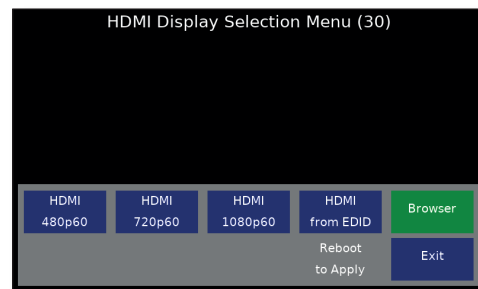 HDMI Display Selection Menu (30)
HDMI
480p60
HDMI
720p60
HDMI
1080p60
HDMI
from EDID
Browser
Reboot
to Apply
Exit